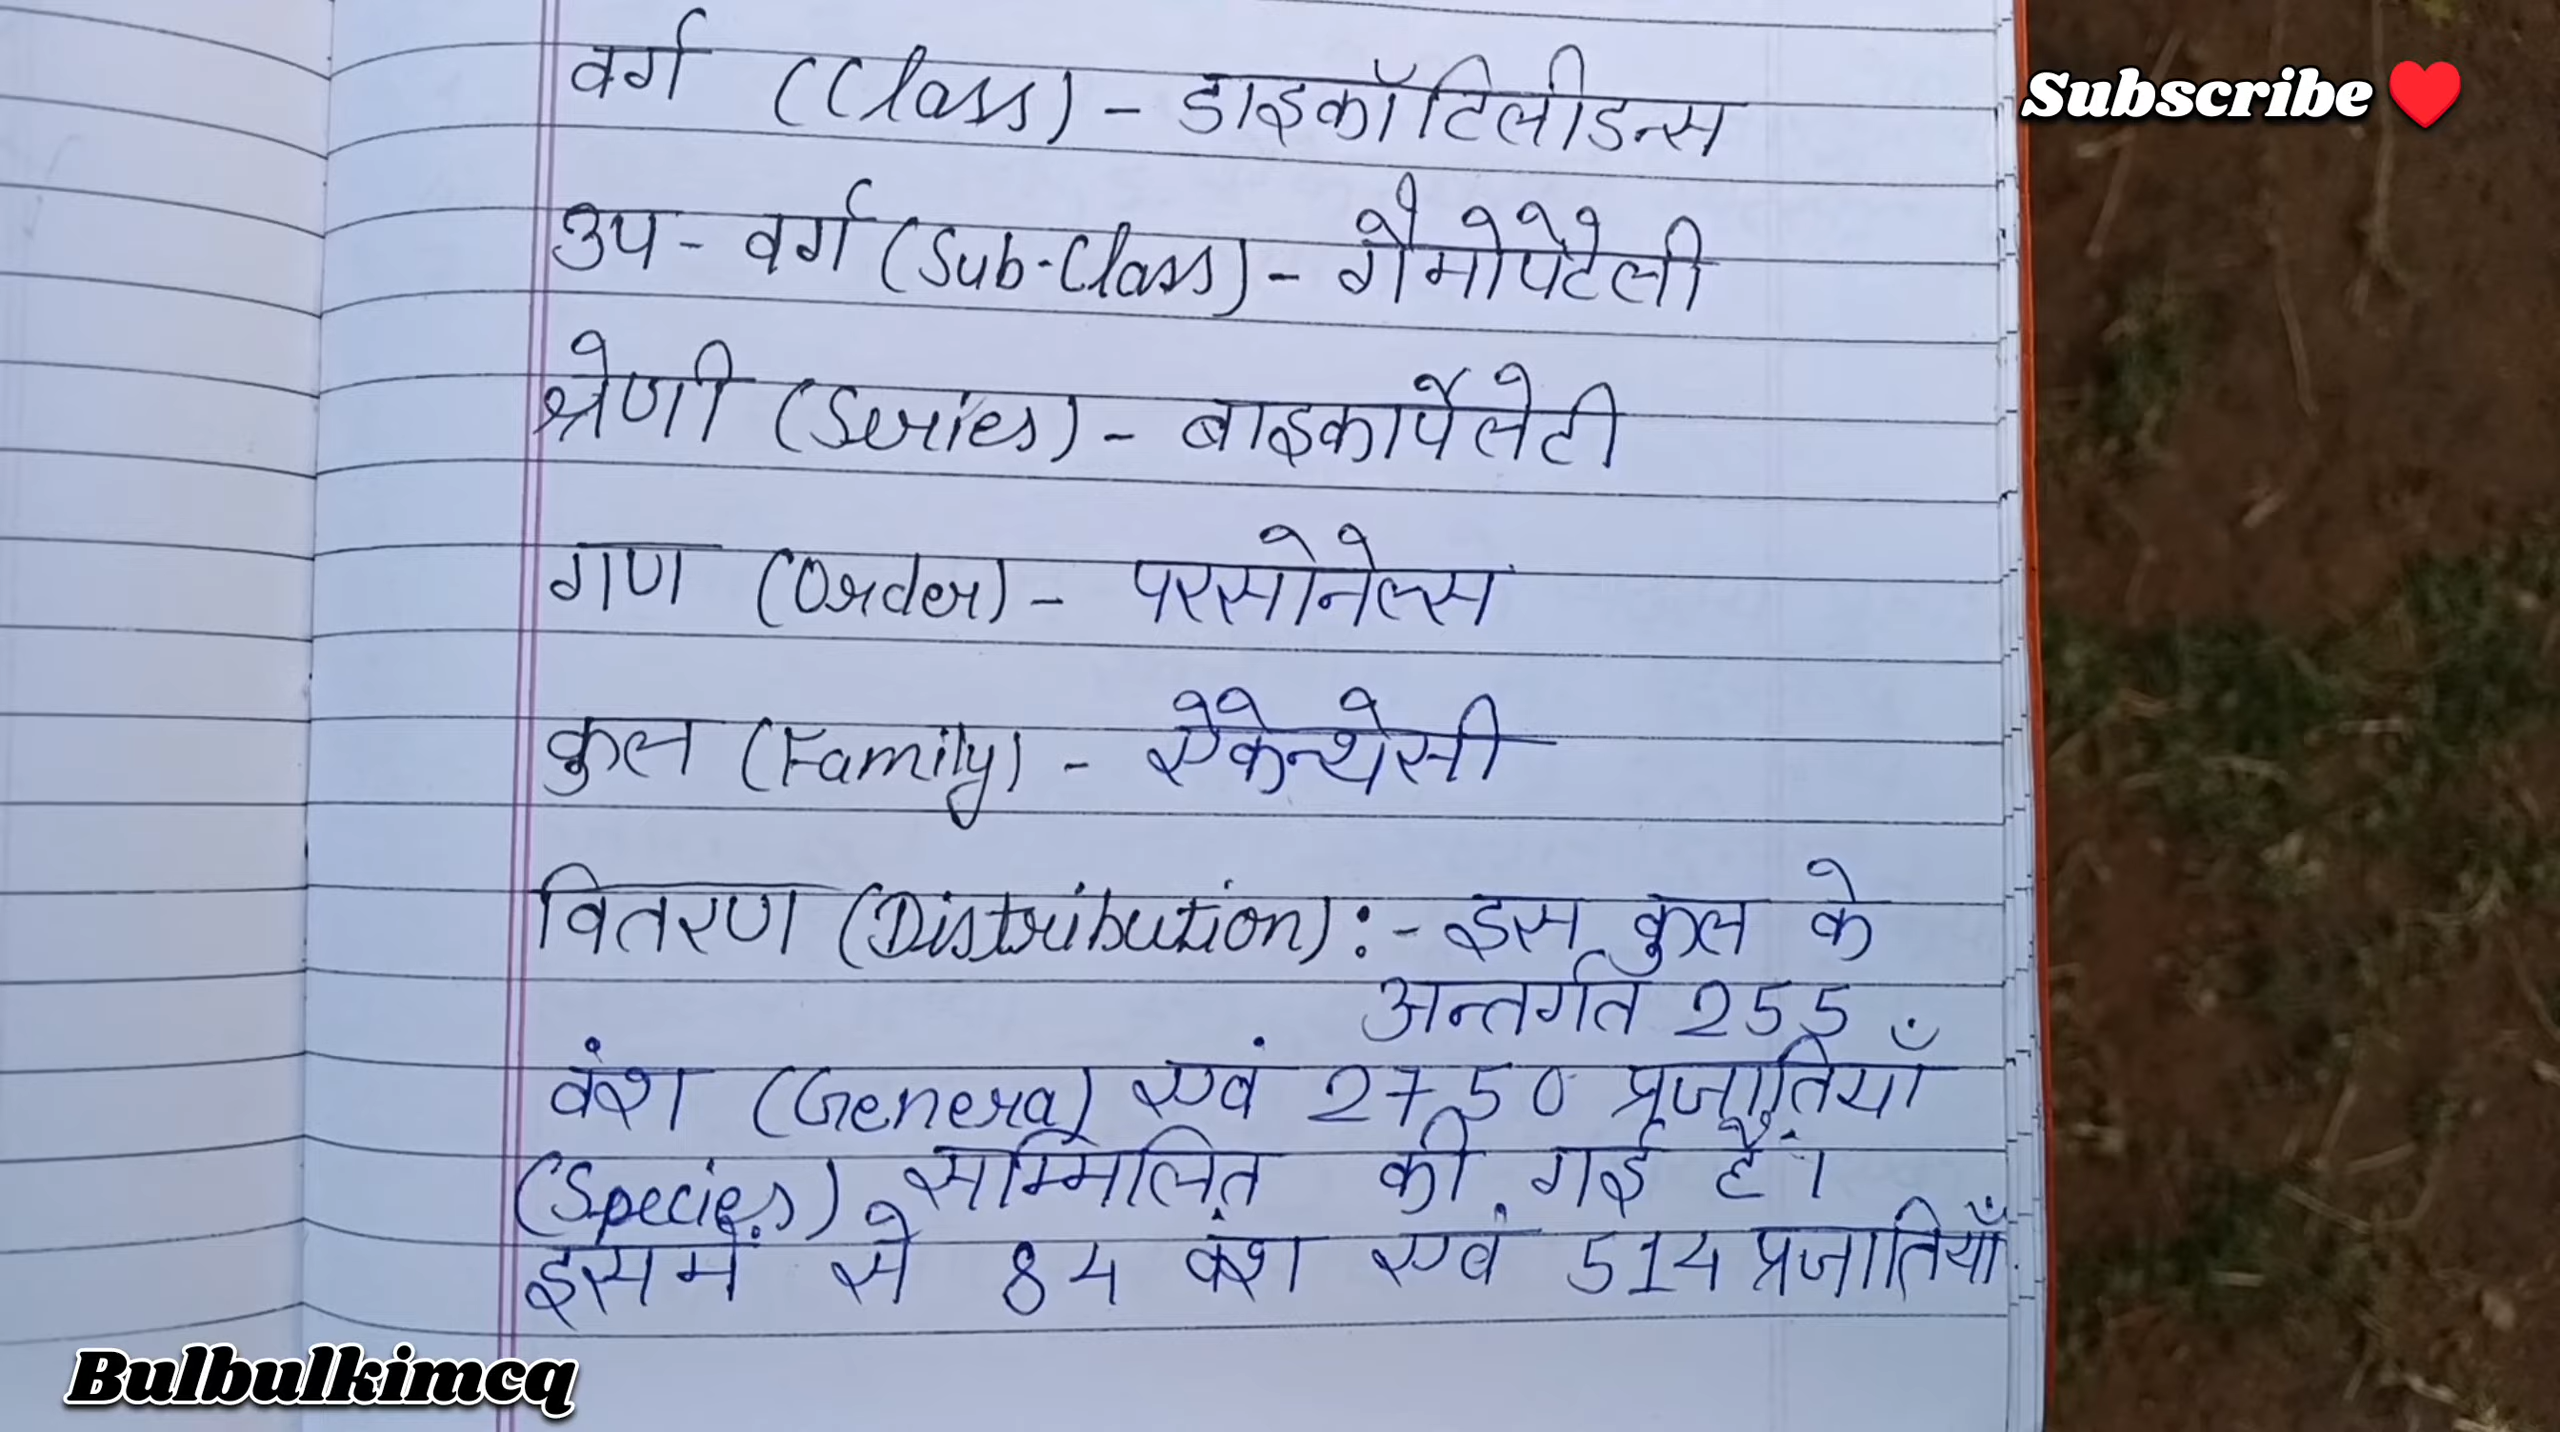 वर्ग (Class) - डाइकॉटिलीडन्स
Subscribe
उप- वर्ग (Sub-Class) - गैमोपेटेली
श्रेणी (Series) - बाइकार्पेलेटी
गण (Order) - परसोनेल्स
कुल (Family) - ऐकेन्थेसी
वितरण (Distribution) :- इस कुल के
अन्तर्गत 255
वंश (Genera) एवं 2750 प्रजातियाँ
(Species) सम्मिलित की गई हैं।
इसमें से 84 वंश एवं 514 प्रजातियाँ
Bulbulkimcq